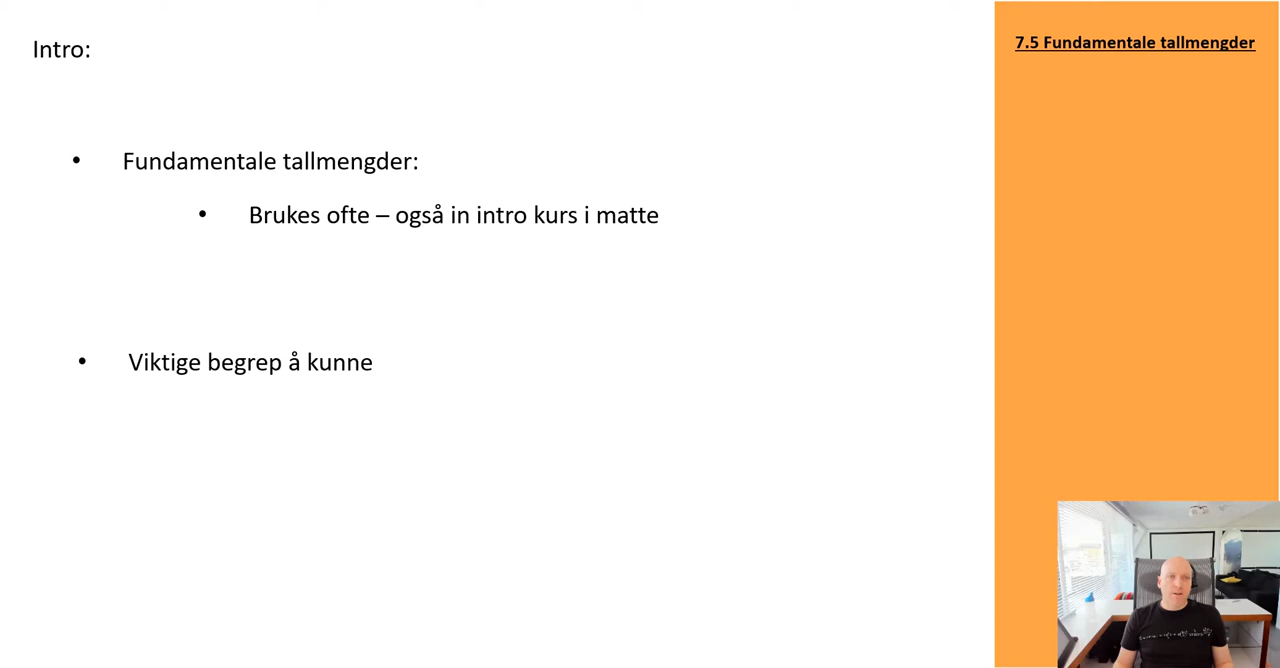 Intro:
7.5 Fundamentale tallmengder
• Fundamentale tallmengder:
• Brukes ofte – også in intro kurs i matte
• Viktige begrep å kunne